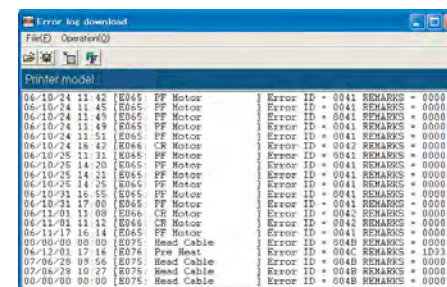 Error log download
File(F) Operation(O)
Printer model :
06/10/24 11:42 [E065: PF Motor ] Error ID = 0041 REMARKS = 0000
06/10/24 11:45 [E065: PF Motor ] Error ID = 0041 REMARKS = 0000
06/10/24 11:49 [E065: PF Motor ] Error ID = 0041 REMARKS = 0000
06/10/24 11:49 [E065: PF Motor ] Error ID = 0041 REMARKS = 0000
06/10/24 11:51 [E065: PF Motor ] Error ID = 0041 REMARKS = 0000
06/10/24 16:42 [E066: CR Motor ] Error ID = 0042 REMARKS = 0000
06/10/25 11:31 [E065: PF Motor ] Error ID = 0041 REMARKS = 0000
06/10/25 14:20 [E065: PF Motor ] Error ID = 0041 REMARKS = 0000
06/10/25 14:21 [E065: PF Motor ] Error ID = 0041 REMARKS = 0000
06/10/25 14:25 [E065: PF Motor ] Error ID = 0041 REMARKS = 0000
06/10/31 16:55 [E065: PF Motor ] Error ID = 0041 REMARKS = 0000
06/10/31 17:00 [E065: PF Motor ] Error ID = 0041 REMARKS = 0000
06/11/01 11:08 [E066: CR Motor ] Error ID = 0042 REMARKS = 0000
06/11/01 11:12 [E066: CR Motor ] Error ID = 0042 REMARKS = 0000
06/11/17 16:14 [E065: PF Motor ] Error ID = 0041 REMARKS = 0000
00/00/00 00:00 [E075: Head Cable ] Error ID = 004B REMARKS = 0000
06/12/01 17:16 [E076: Pre Heat ] Error ID = 004C REMARKS = 1D33
07/06/28 09:56 [E075: Head Cable ] Error ID = 004B REMARKS = 0000
07/06/28 10:27 [E075: Head Cable ] Error ID = 004B REMARKS = 0000
00/00/00 00:00 [E075: Head Cable ] Error ID = 004B REMARKS = 0000